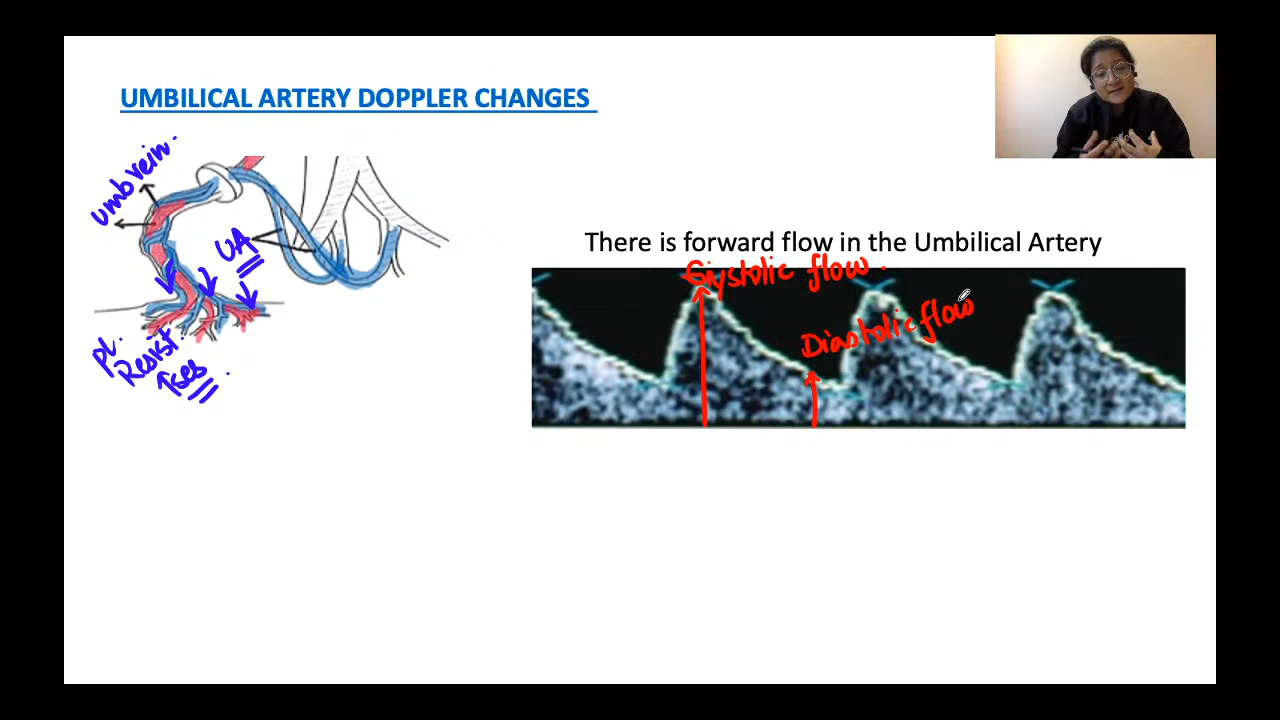 UMBILICAL ARTERY DOPPLER CHANGES
umb vein.
UA
pl.
Resist.
↑ses
There is forward flow in the Umbilical Artery
Systolic flow.
Diastolic flow